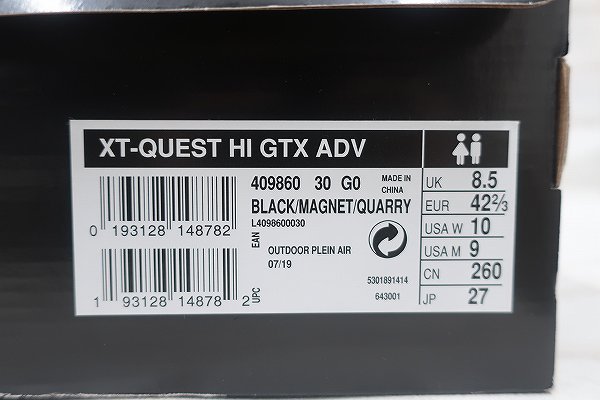 XT-QUEST HI GTX ADV
0 193128 148782
EAN
1 93128 14878 2
UPC
409860 30 G0
MADE IN
CHINA
BLACK/MAGNET/QUARRY
L4098600030
OUTDOOR PLEIN AIR
07/19
5301891414
643001
UK 8.5
EUR 42⅔
USA W 10
USA M 9
CN 260
JP 27